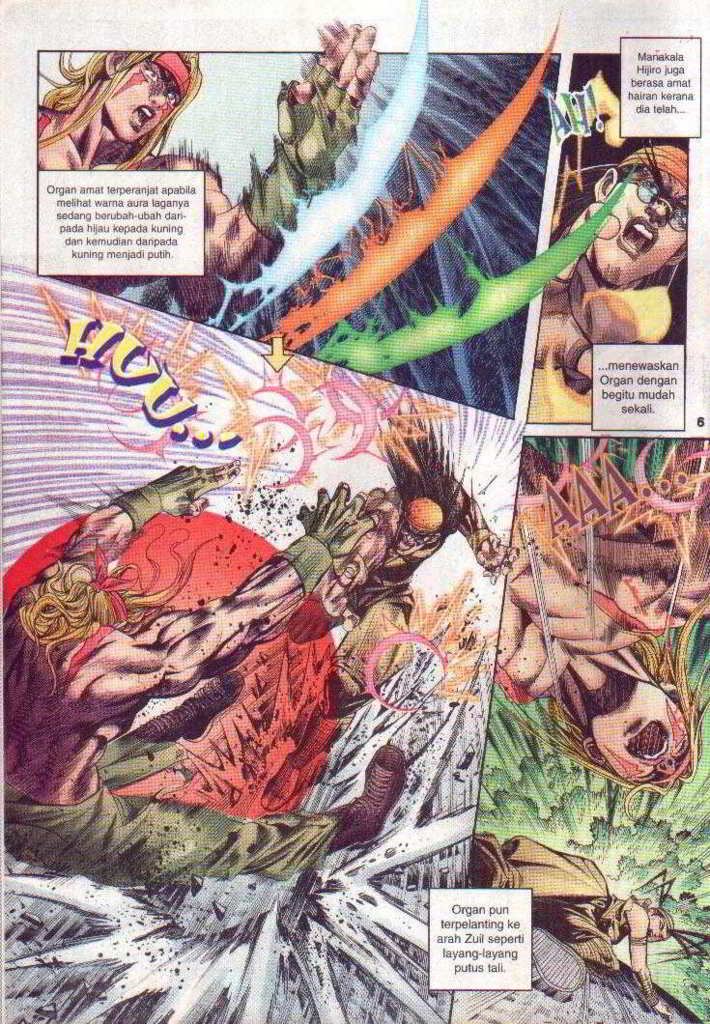 Organ amat terperanjat apabila
melihat warna aura laganya
sedang berubah-ubah dari-
pada hijau kepada kuning
dan kemudian daripada
kuning menjadi putih.
AH!
Manakala
Hijiro juga
berasa amat
hairan kerana
dia telah...
...menewaskan
Organ dengan
begitu mudah
sekali.
6
HUU...
AAA...
Organ pun
terpelanting ke
arah Zuil seperti
layang-layang
putus tali.